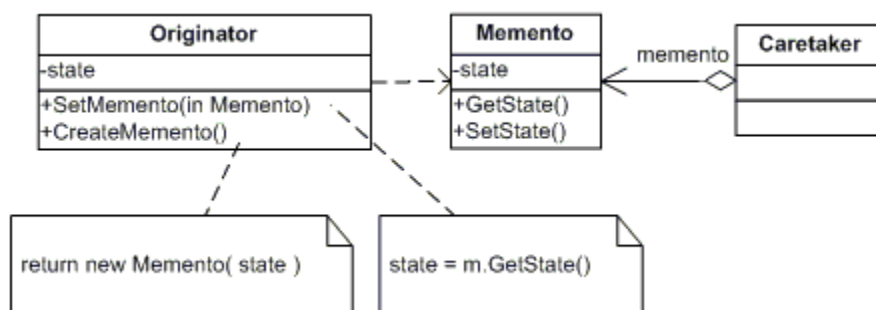 Originator
-state
+SetMemento(in Memento)
+CreateMemento()
Memento
-state
+GetState()
+SetState()
memento
Caretaker
return new Memento( state )
state = m.GetState()